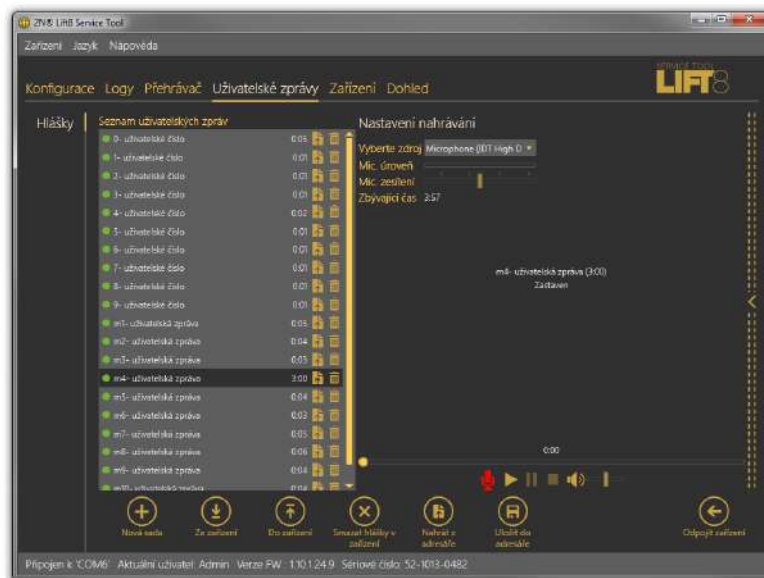 2N® Lift8 Service Tool
Zařízení Jazyk Nápověda
SERVICE TOOL
LIFT8
Konfigurace Logy Přehrávač Uživatelské zprávy Zařízení Dohled
Hlášky
Seznam uživatelských zpráv
0- uživatelské číslo 0:05
1- uživatelské číslo 0:01
2- uživatelské číslo 0:01
3- uživatelské číslo 0:01
4- uživatelské číslo 0:02
5- uživatelské číslo 0:01
6- uživatelské číslo 0:01
7- uživatelské číslo 0:01
8- uživatelské číslo 0:01
9- uživatelské číslo 0:01
m1- uživatelská zpráva 0:05
m2- uživatelská zpráva 0:04
m3- uživatelská zpráva 0:03
m4- uživatelská zpráva 3:00
m5- uživatelská zpráva 0:04
m6- uživatelská zpráva 0:03
m7- uživatelská zpráva 0:05
m8- uživatelská zpráva 0:06
m9- uživatelská zpráva 0:04
m10- uživatelská zpráva 0:04
Nastavení nahrávání
Vyberte zdroj Microphone (IDT High D
Mic. úroveň
Mic. zesílení
Zbývající čas 3:57
m4- uživatelská zpráva (3:00)
Zastaven
0:00
Nová sada
Ze zařízení
Do zařízení
Smazat hlášky v
zařízení
Nahrát z
adresáře
Uložit do
adresáře
Odpojit zařízení
Připojen k 'COM6' Aktuální uživatel: Admin Verze FW : 1.10.1.24.9 Sériové číslo: 52-1013-0482